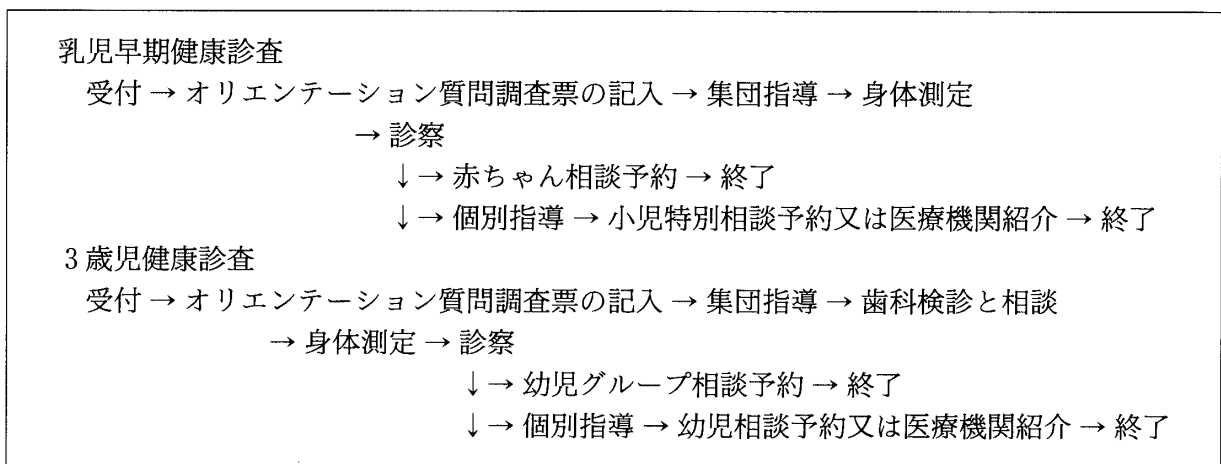 乳児早期健康診査
受付 → オリエンテーション質問調査票の記入 → 集団指導 → 身体測定
→ 診察
↓ → 赤ちゃん相談予約 → 終了
↓ → 個別指導 → 小児特別相談予約又は医療機関紹介 → 終了
3歳児健康診査
受付 → オリエンテーション質問調査票の記入 → 集団指導 → 歯科検診と相談
→ 身体測定 → 診察
↓ → 幼児グループ相談予約 → 終了
↓ → 個別指導 → 幼児相談予約又は医療機関紹介 → 終了